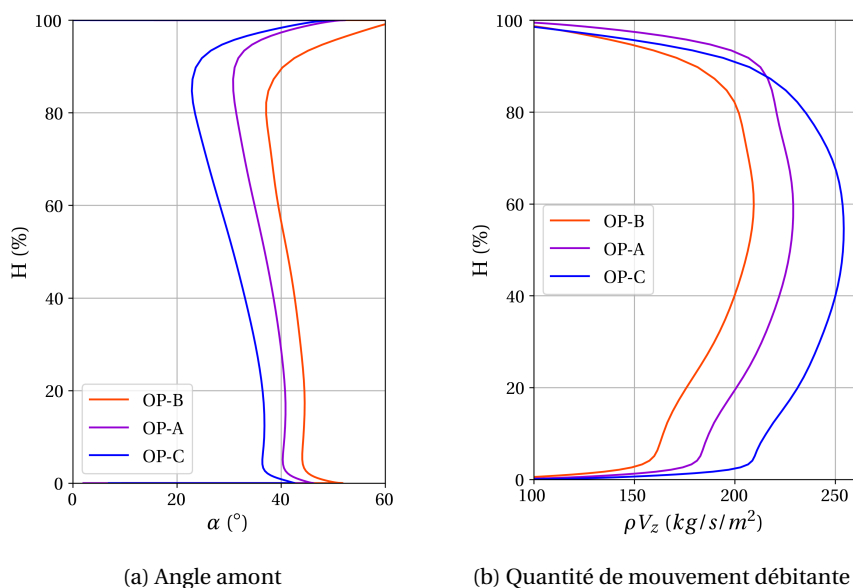 100
80
60
40
20
0
H (%)
OP-B
OP-A
OP-C
0
20
40
60
α (°)
(a) Angle amont
100
80
60
40
20
0
H (%)
OP-B
OP-A
OP-C
100
150
200
250
ρV_z (kg/s/m²)
(b) Quantité de mouvement débitante